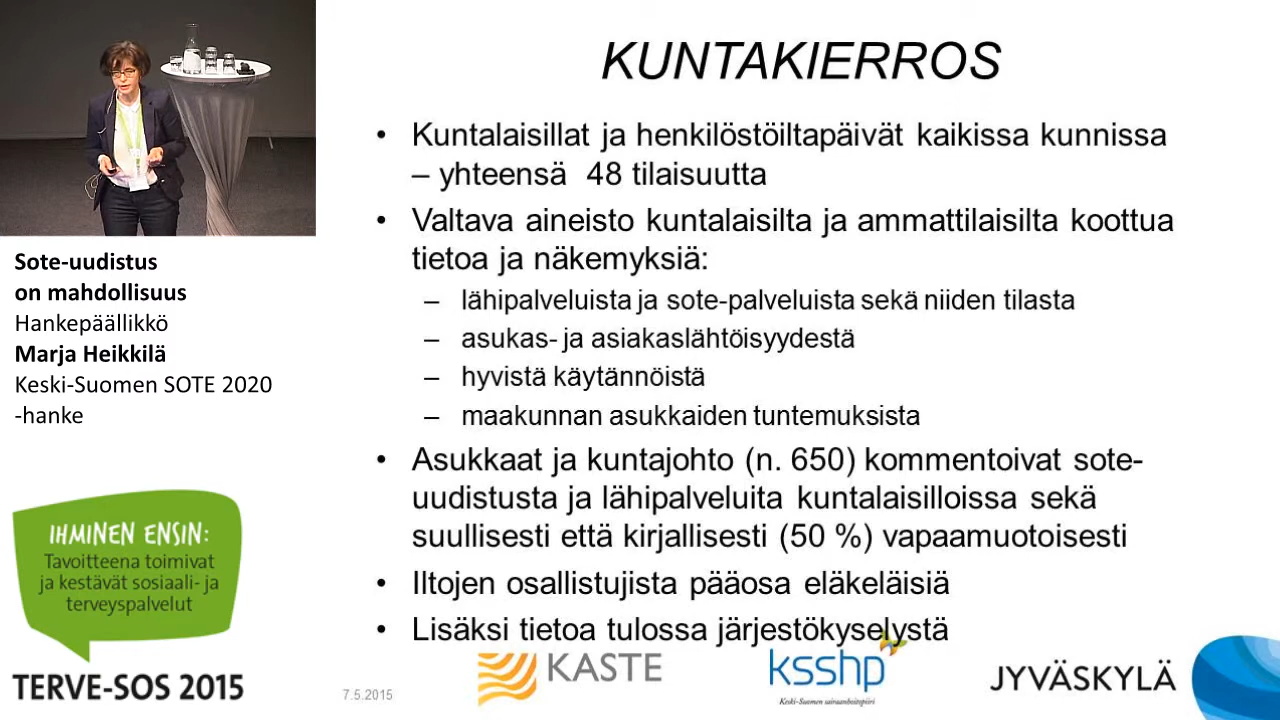 KUNTAKIERROS
• Kuntalaisillat ja henkilöstöiltapäivät kaikissa kunnissa
– yhteensä 48 tilaisuutta
• Valtava aineisto kuntalaisilta ja ammattilaisilta koottua
tietoa ja näkemyksiä:
– lähipalveluista ja sote-palveluista sekä niiden tilasta
– asukas- ja asiakaslähtöisyydestä
– hyvistä käytännöistä
– maakunnan asukkaiden tuntemuksista
• Asukkaat ja kuntajohto (n. 650) kommentoivat sote-
uudistusta ja lähipalveluita kuntalaisilloissa sekä
suullisesti että kirjallisesti (50 %) vapaamuotoisesti
• Iltojen osallistujista pääosa eläkeläisiä
• Lisäksi tietoa tulossa järjestökyselystä
Sote-uudistus
on mahdollisuus
Hankepäällikkö
Marja Heikkilä
Keski-Suomen SOTE 2020
-hanke
IHMINEN ENSIN:
Tavoitteena toimivat
ja kestävät sosiaali- ja
terveyspalvelut
TERVE-SOS 2015
7.5.2015
KASTE
ksshp
Keski-Suomen sairaanhoitopiiri
JYVÄSKYLÄ